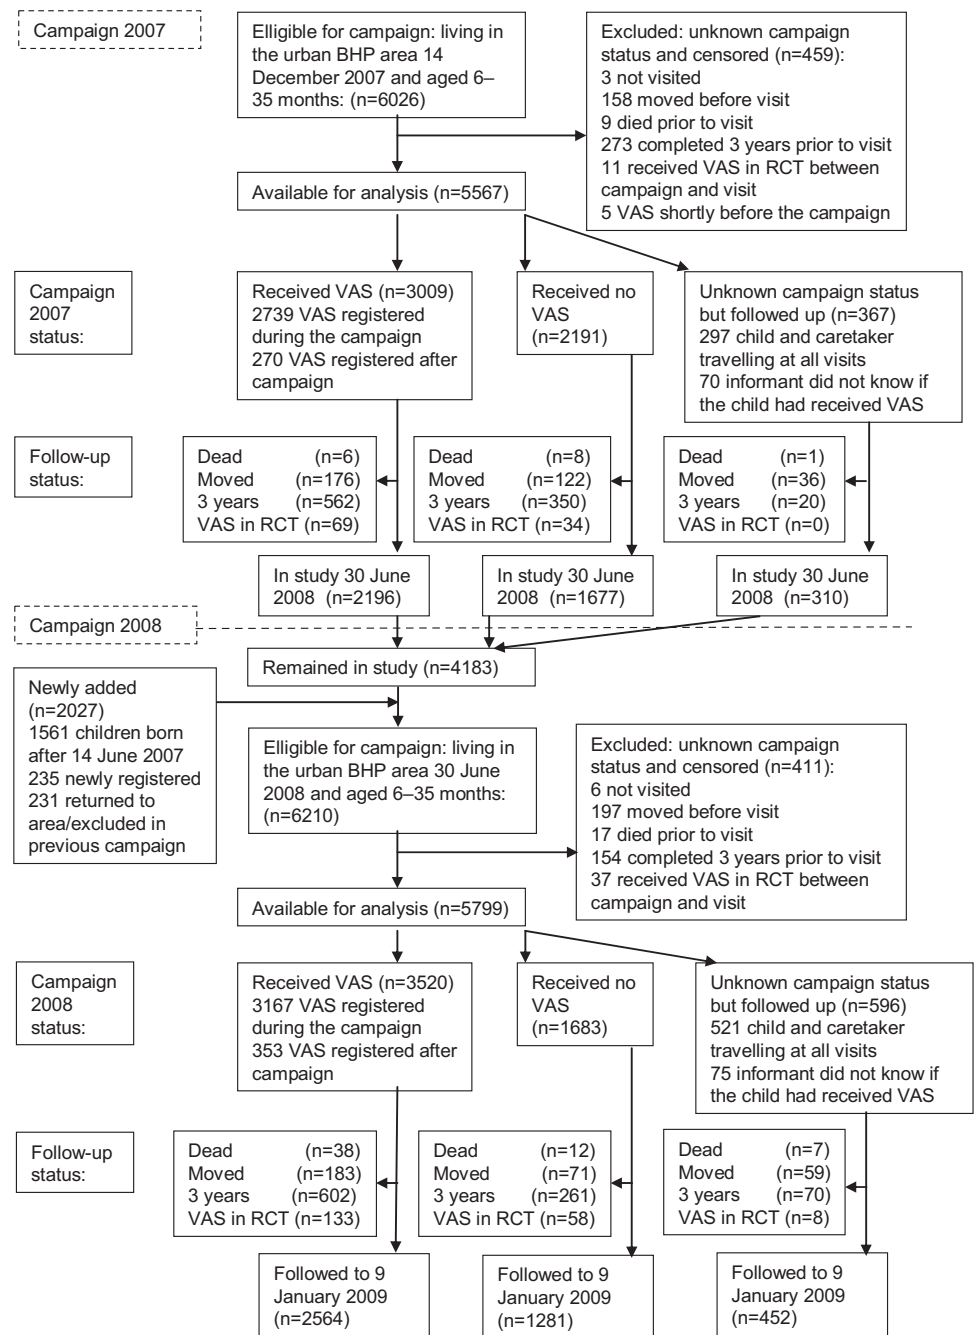 Campaign 2007
Elligible for campaign: living in
the urban BHP area 14
December 2007 and aged 6–
35 months: (n=6026)
Excluded: unknown campaign
status and censored (n=459):
3 not visited
158 moved before visit
9 died prior to visit
273 completed 3 years prior to visit
11 received VAS in RCT between
campaign and visit
5 VAS shortly before the campaign
Available for analysis (n=5567)
Campaign
2007
status:
Received VAS (n=3009)
2739 VAS registered
during the campaign
270 VAS registered after
campaign
Received no
VAS
(n=2191)
Unknown campaign status
but followed up (n=367)
297 child and caretaker
travelling at all visits
70 informant did not know if
the child had received VAS
Follow-up
status:
Dead (n=6)
Moved (n=176)
3 years (n=562)
VAS in RCT (n=69)
Dead (n=8)
Moved (n=122)
3 years (n=350)
VAS in RCT (n=34)
Dead (n=1)
Moved (n=36)
3 years (n=20)
VAS in RCT (n=0)
In study 30 June
2008 (n=2196)
In study 30 June
2008 (n=1677)
In study 30 June
2008 (n=310)
Campaign 2008
Remained in study (n=4183)
Newly added
(n=2027)
1561 children born
after 14 June 2007
235 newly registered
231 returned to
area/excluded in
previous campaign
Elligible for campaign: living in
the urban BHP area 30 June
2008 and aged 6–35 months:
(n=6210)
Excluded: unknown campaign
status and censored (n=411):
6 not visited
197 moved before visit
17 died prior to visit
154 completed 3 years prior to visit
37 received VAS in RCT between
campaign and visit
Available for analysis (n=5799)
Campaign
2008
status:
Received VAS (n=3520)
3167 VAS registered
during the campaign
353 VAS registered after
campaign
Received no
VAS
(n=1683)
Unknown campaign status
but followed up (n=596)
521 child and caretaker
travelling at all visits
75 informant did not know if
the child had received VAS
Follow-up
status:
Dead (n=38)
Moved (n=183)
3 years (n=602)
VAS in RCT (n=133)
Dead (n=12)
Moved (n=71)
3 years (n=261)
VAS in RCT (n=58)
Dead (n=7)
Moved (n=59)
3 years (n=70)
VAS in RCT (n=8)
Followed to 9
January 2009
(n=2564)
Followed to 9
January 2009
(n=1281)
Followed to 9
January 2009
(n=452)